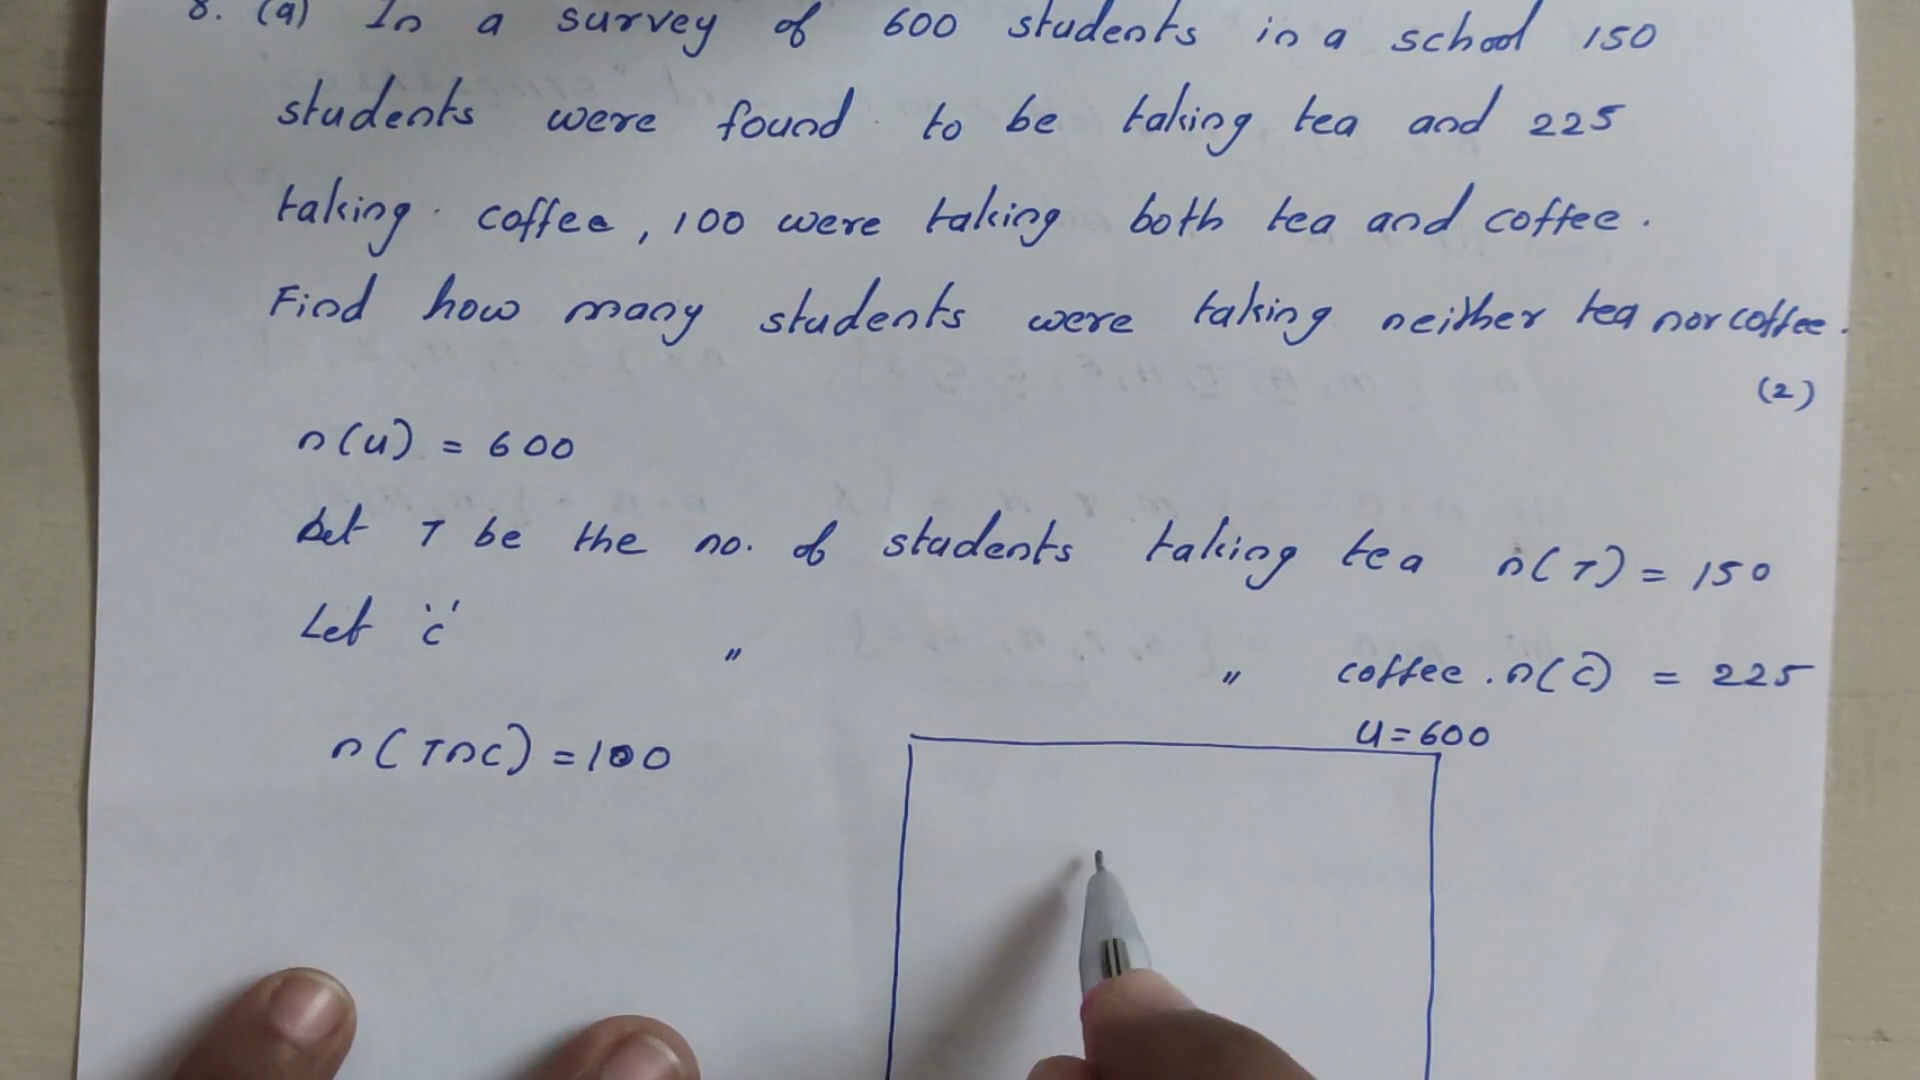 8. (a) In a survey of 600 students in a school 150
students were found to be taking tea and 225
taking coffee, 100 were taking both tea and coffee.
Find how many students were taking neither tea nor coffee.
(2)
n(U) = 600
Let T be the no. of students taking tea n(T) = 150
Let 'C' " " coffee. n(C) = 225
n(T∩C) = 100
U = 600